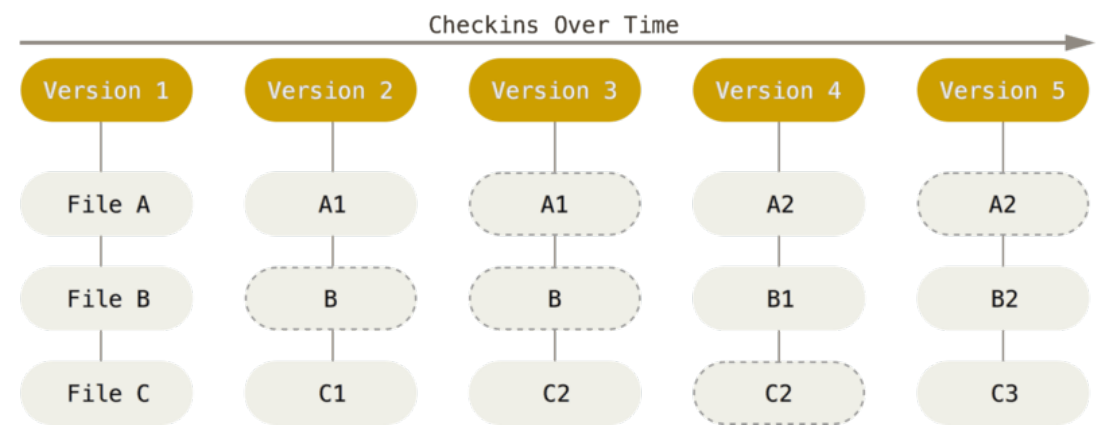 Checkins Over Time
Version 1 Version 2 Version 3 Version 4 Version 5
File A A1 A1 A2 A2
File B B B B1 B2
File C C1 C2 C2 C3